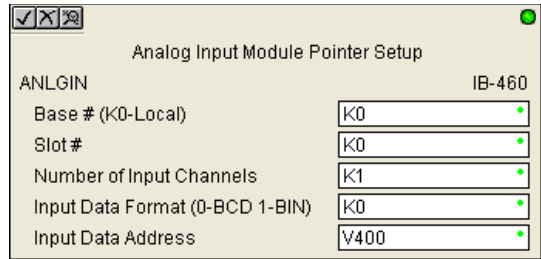 Analog Input Module Pointer Setup
ANLGIN IB-460
Base # (K0-Local) K0
Slot # K0
Number of Input Channels K1
Input Data Format (0-BCD 1-BIN) K0
Input Data Address V400